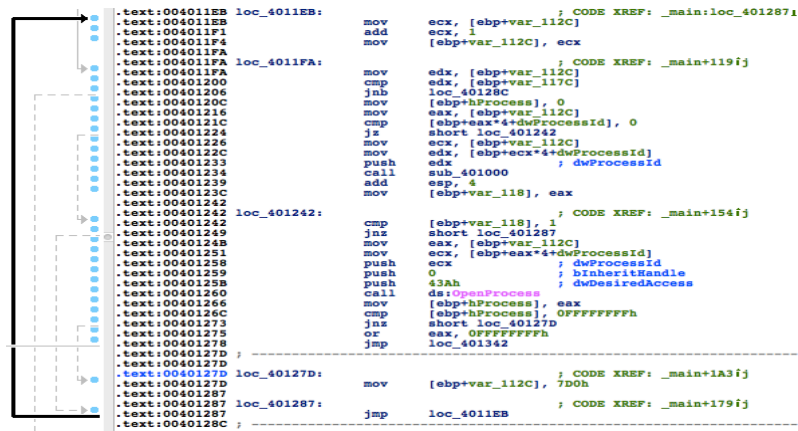 .text:004011EB loc_4011EB: ; CODE XREF: _main:loc_401287↓j
.text:004011EB mov ecx, [ebp+var_112C]
.text:004011F1 add ecx, 1
.text:004011F4 mov [ebp+var_112C], ecx
.text:004011FA
.text:004011FA loc_4011FA: ; CODE XREF: _main+119↑j
.text:004011FA mov edx, [ebp+var_112C]
.text:00401200 cmp edx, [ebp+var_117C]
.text:00401206 jnb loc_40128C
.text:0040120C mov [ebp+hProcess], 0
.text:00401216 mov eax, [ebp+var_112C]
.text:0040121C cmp [ebp+eax*4+dwProcessId], 0
.text:00401224 jz short loc_401242
.text:00401226 mov ecx, [ebp+var_112C]
.text:0040122C mov edx, [ebp+ecx*4+dwProcessId]
.text:00401233 push edx ; dwProcessId
.text:00401234 call sub_401000
.text:00401239 add esp, 4
.text:0040123C mov [ebp+var_118], eax
.text:00401242
.text:00401242 loc_401242: ; CODE XREF: _main+154↑j
.text:00401242 cmp [ebp+var_118], 1
.text:00401249 jnz short loc_401287
.text:0040124B mov eax, [ebp+var_112C]
.text:00401251 mov ecx, [ebp+eax*4+dwProcessId]
.text:00401258 push ecx ; dwProcessId
.text:00401259 push 0 ; bInheritHandle
.text:0040125B push 43Ah ; dwDesiredAccess
.text:00401260 call ds:OpenProcess
.text:00401266 mov [ebp+hProcess], eax
.text:0040126C cmp [ebp+hProcess], 0FFFFFFFFh
.text:00401273 jnz short loc_40127D
.text:00401275 or eax, 0FFFFFFFFh
.text:00401278 jmp loc_401342
.text:0040127D ; ---------------------------------------------------------------------------
.text:0040127D
.text:0040127D loc_40127D: ; CODE XREF: _main+1A3↑j
.text:0040127D mov [ebp+var_112C], 7D0h
.text:00401287
.text:00401287 loc_401287: ; CODE XREF: _main+179↑j
.text:00401287 jmp loc_4011EB
.text:0040128C ; ---------------------------------------------------------------------------